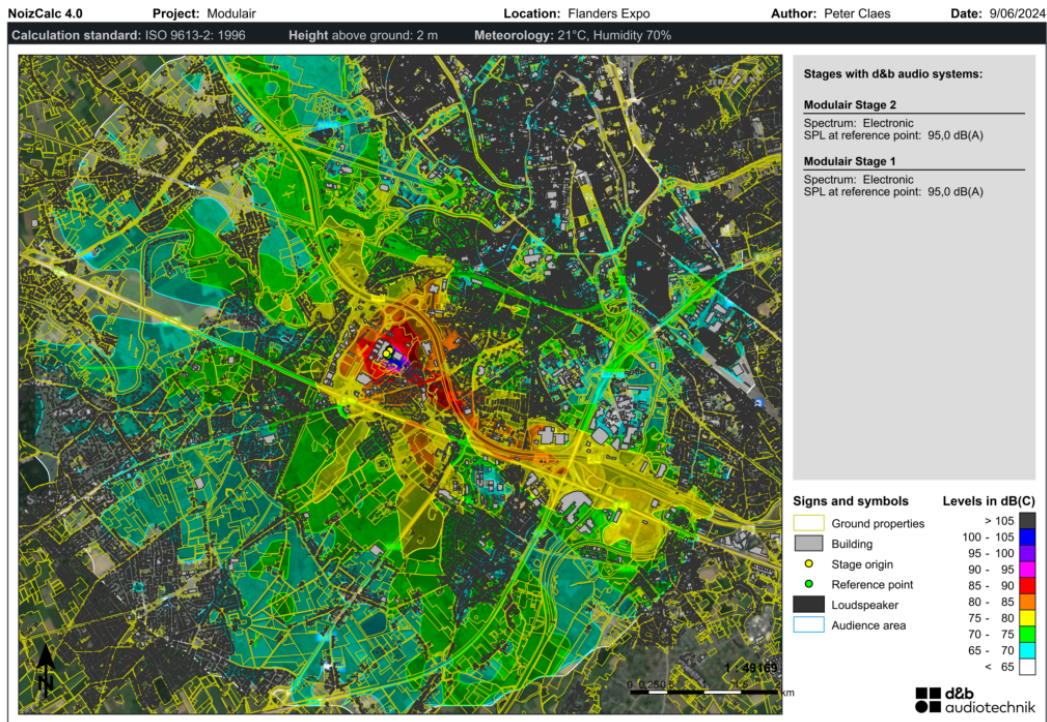 NoizCalc 4.0 Project: Modulair Location: Flanders Expo Author: Peter Claes Date: 9/06/2024
Calculation standard: ISO 9613-2: 1996 Height above ground: 2 m Meteorology: 21°C, Humidity 70%
Stages with d&b audio systems:
Modulair Stage 2
Spectrum: Electronic
SPL at reference point: 95,0 dB(A)
Modulair Stage 1
Spectrum: Electronic
SPL at reference point: 95,0 dB(A)
Signs and symbols
Ground properties
Building
Stage origin
Reference point
Loudspeaker
Audience area
Levels in dB(C)
> 105
100 - 105
95 - 100
90 - 95
85 - 90
80 - 85
75 - 80
70 - 75
65 - 70
< 65
N
1 : 49169
km
d&b
audiotechnik